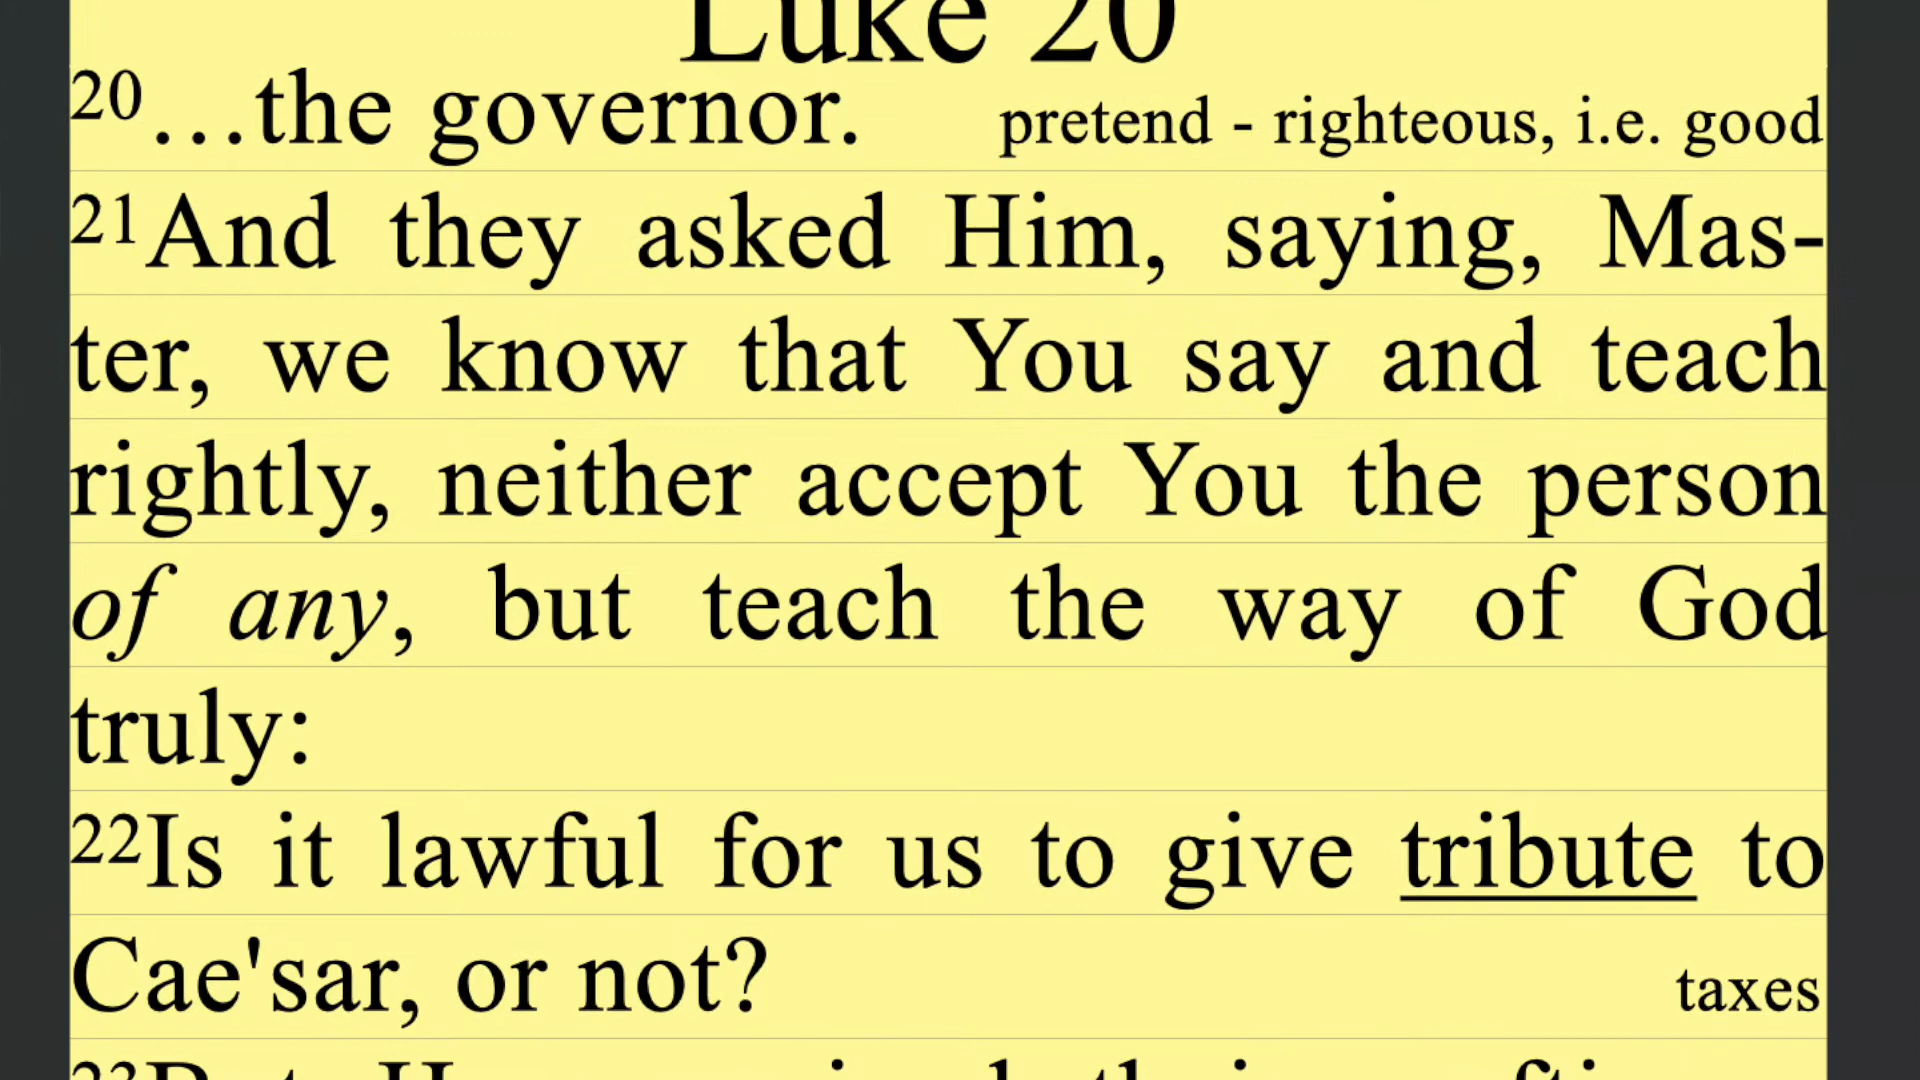 Luke 20
20…the governor. pretend - righteous, i.e. good
21And they asked Him, saying, Mas-
ter, we know that You say and teach
rightly, neither accept You the person
of any, but teach the way of God
truly:
22Is it lawful for us to give tribute to
Cae'sar, or not? taxes